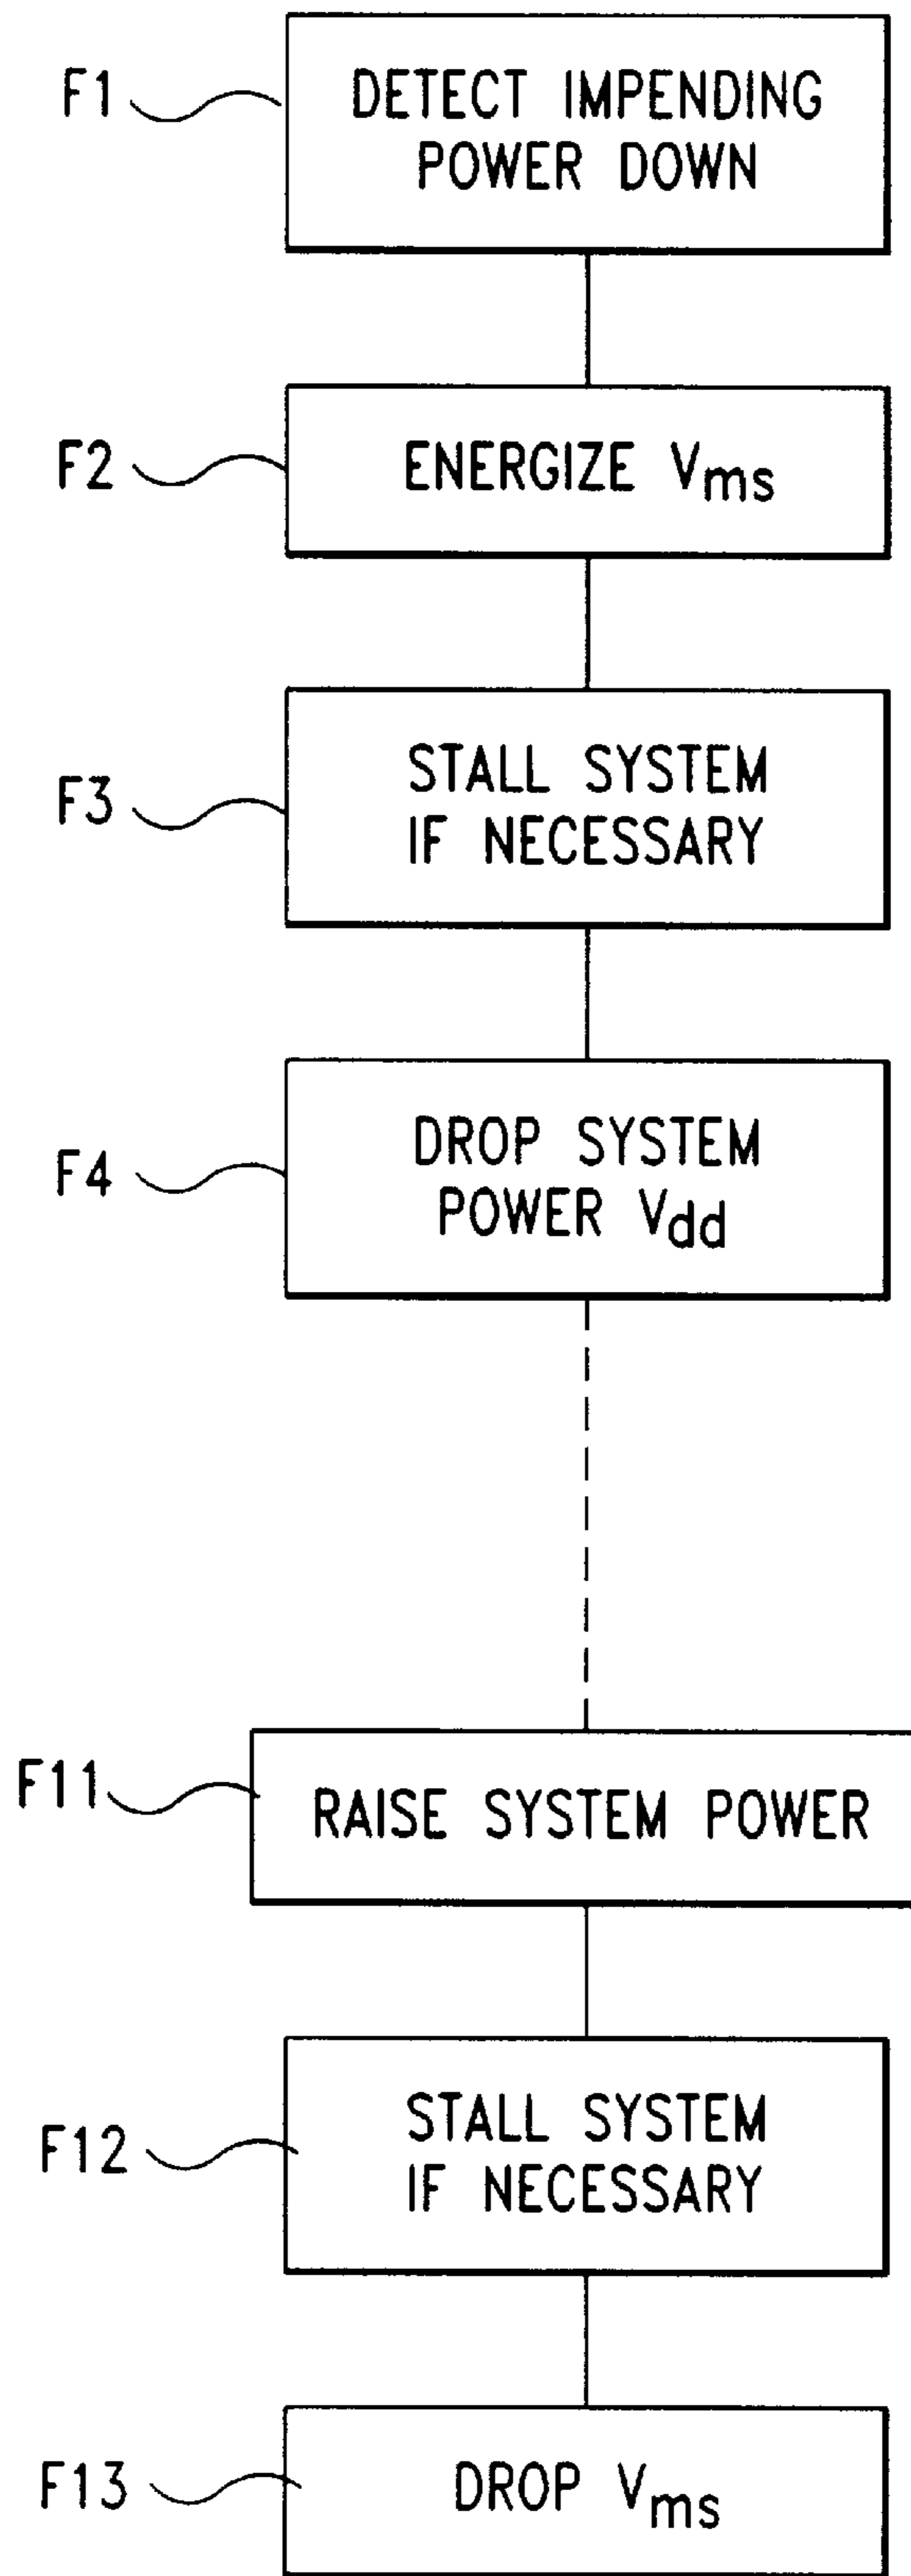 F1
DETECT IMPENDING
POWER DOWN
F2
ENERGIZE Vms
F3
STALL SYSTEM
IF NECESSARY
F4
DROP SYSTEM
POWER Vdd
F11
RAISE SYSTEM POWER
F12
STALL SYSTEM
IF NECESSARY
F13
DROP Vms